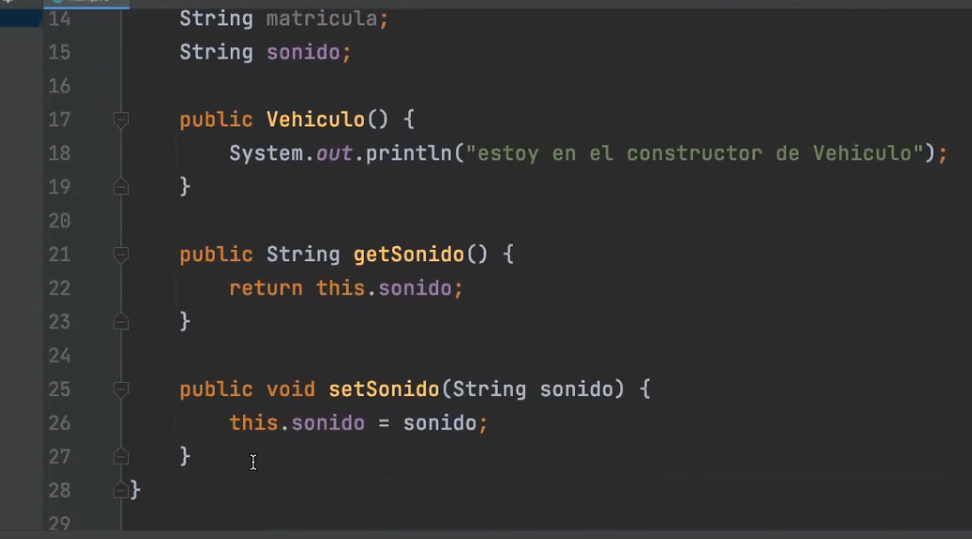 14 String matricula;
15 String sonido;
16
17 public Vehiculo() {
18 System.out.println("estoy en el constructor de Vehiculo");
19 }
20
21 public String getSonido() {
22 return this.sonido;
23 }
24
25 public void setSonido(String sonido) {
26 this.sonido = sonido;
27 }
28 }
29